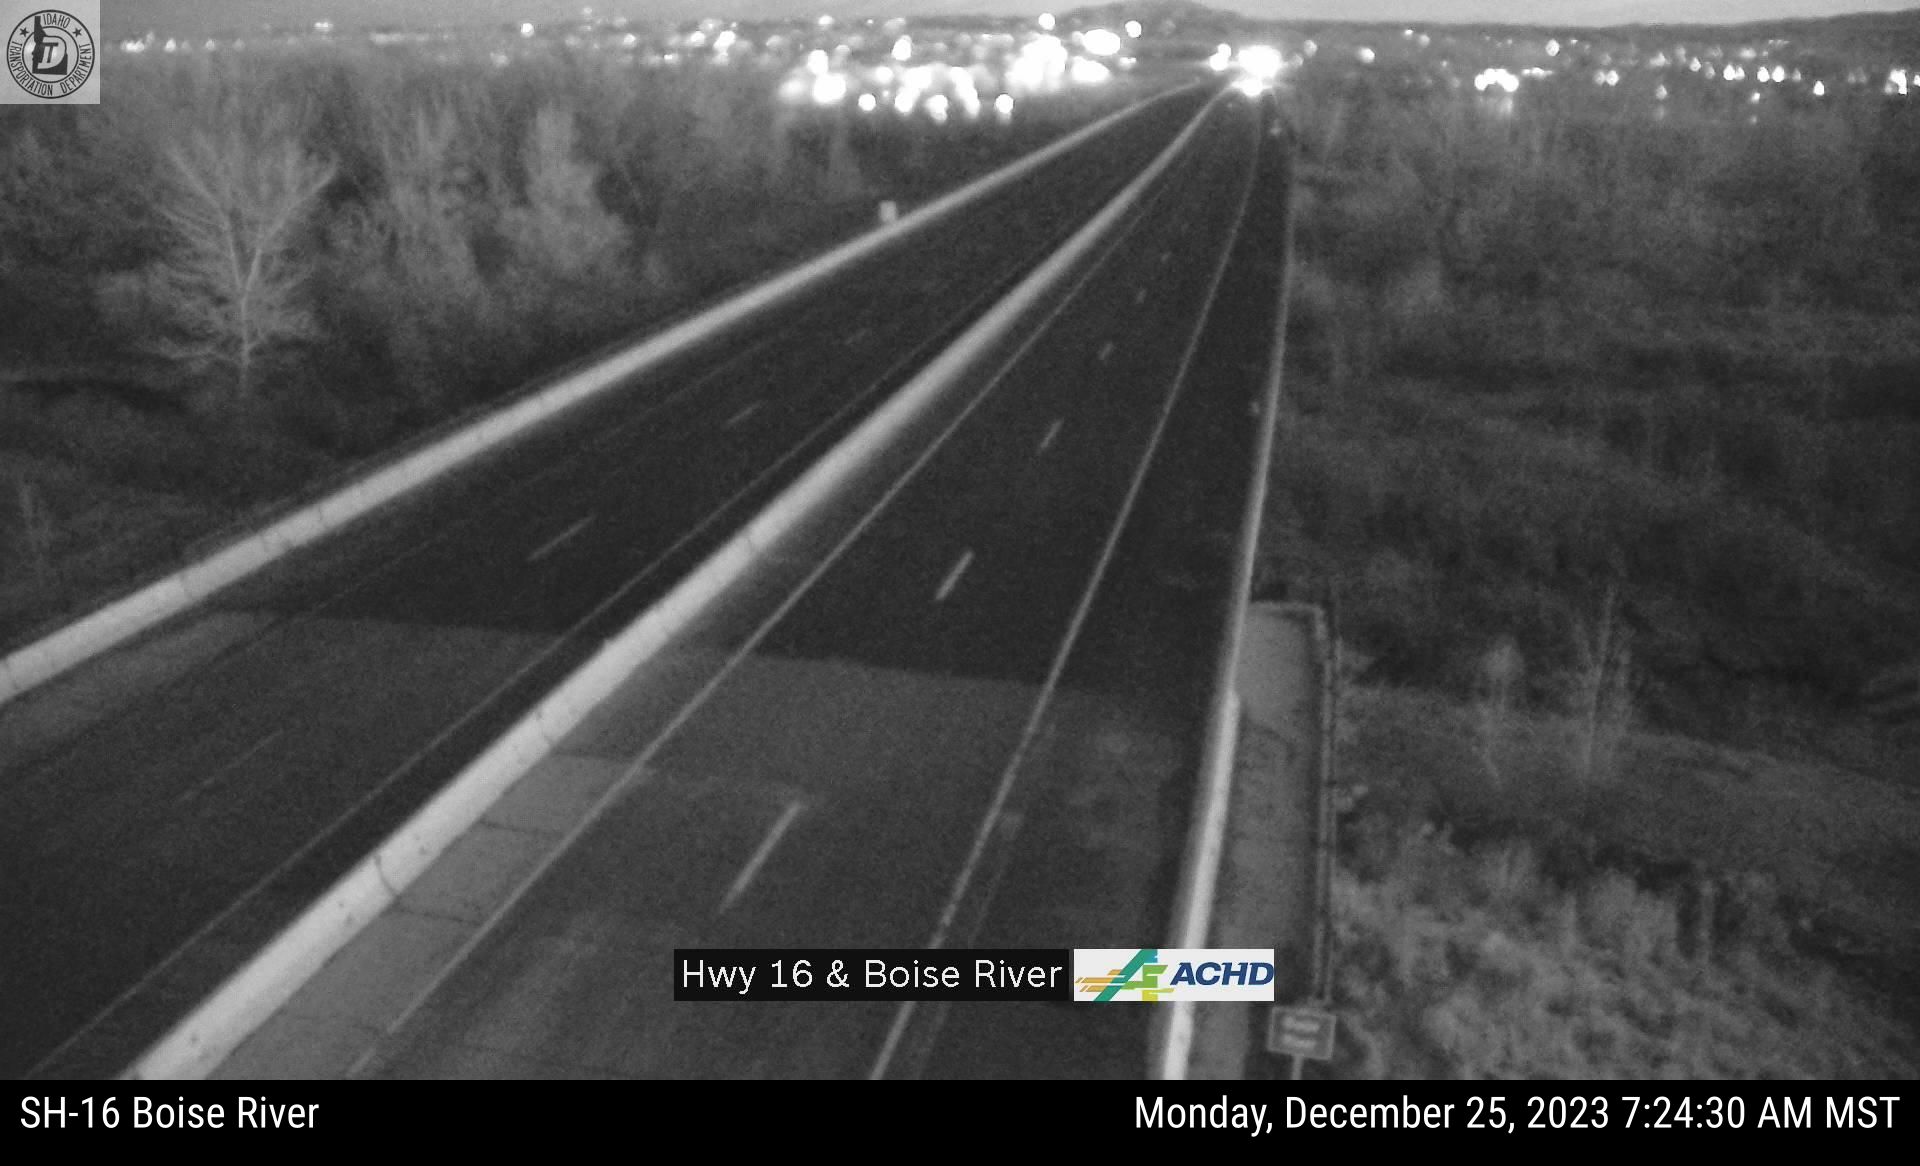 IDAHO
TRANSPORTATION DEPARTMENT
Hwy 16 & Boise River
ACHD
SH-16 Boise River
Monday, December 25, 2023 7:24:30 AM MST